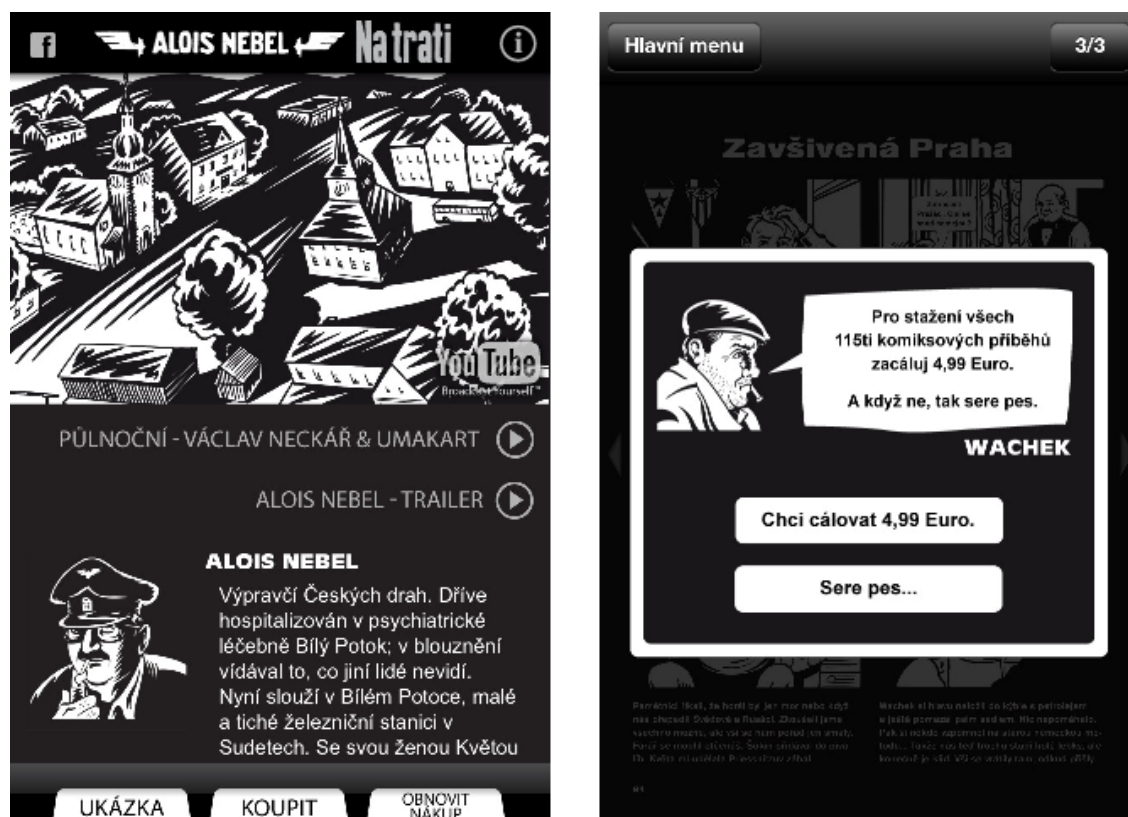 f
ALOIS NEBEL
Na trati
i
YouTube
Broadcast Yourself™
PŮLNOČNÍ - VÁCLAV NECKÁŘ & UMAKART
ALOIS NEBEL - TRAILER
ALOIS NEBEL
Výpravčí Českých drah. Dříve
hospitalizován v psychiatrické
léčebně Bílý Potok; v blouznění
vídával to, co jiní lidé nevidí.
Nyní slouží v Bílém Potoce, malé
a tiché železniční stanici v
Sudetech. Se svou ženou Květou
UKÁZKA
KOUPIT
OBNOVIT
NÁKUP
Hlavní menu
3/3
Zavšivená Praha
Pro stažení všech
115ti komiksových příběhů
zacáluj 4,99 Euro.
A když ne, tak sere pes.
WACHEK
Chci cálovat 4,99 Euro.
Sere pes...